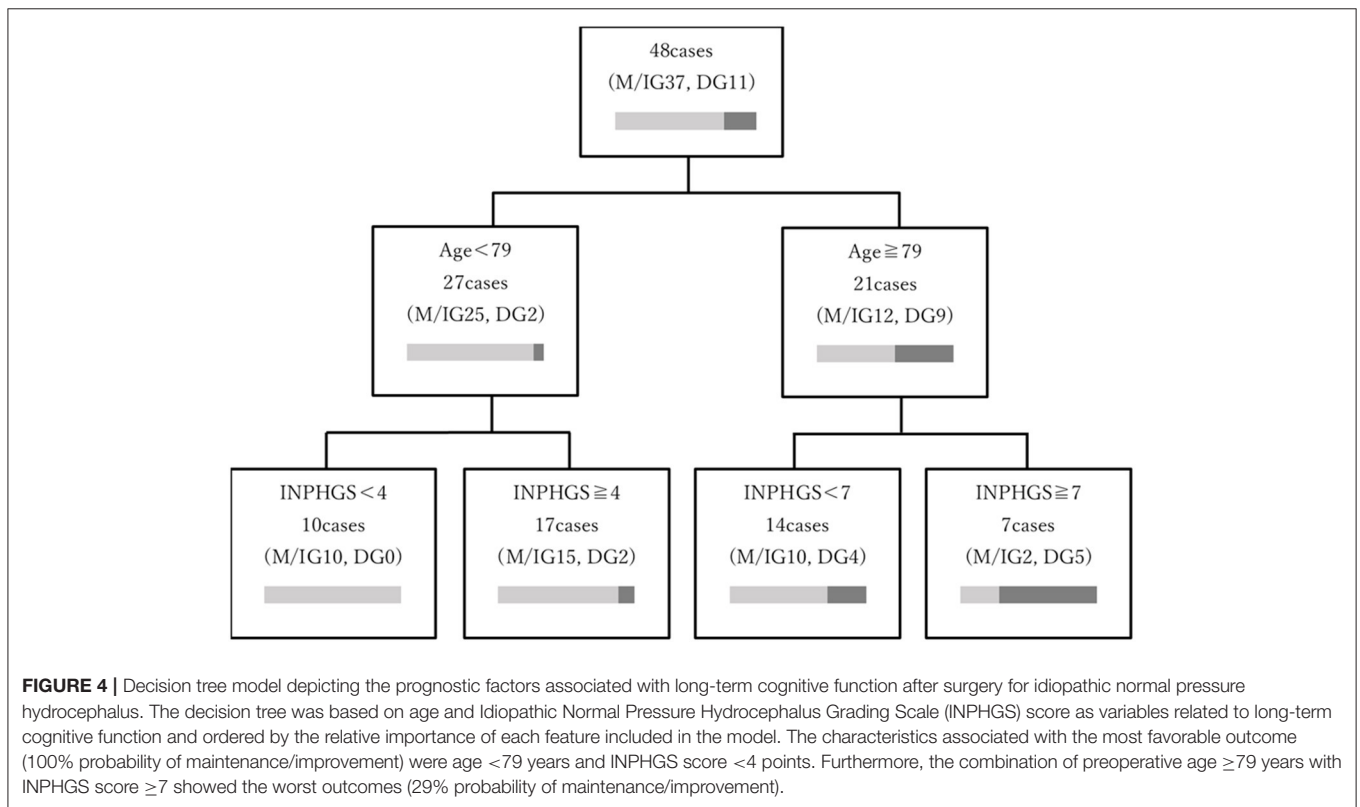 48cases
(M/IG37, DG11)
Age<79
27cases
(M/IG25, DG2)
Age≧79
21cases
(M/IG12, DG9)
INPHGS<4
10cases
(M/IG10, DG0)
INPHGS≧4
17cases
(M/IG15, DG2)
INPHGS<7
14cases
(M/IG10, DG4)
INPHGS≧7
7cases
(M/IG2, DG5)
FIGURE 4 | Decision tree model depicting the prognostic factors associated with long-term cognitive function after surgery for idiopathic normal pressure
hydrocephalus. The decision tree was based on age and Idiopathic Normal Pressure Hydrocephalus Grading Scale (INPHGS) score as variables related to long-term
cognitive function and ordered by the relative importance of each feature included in the model. The characteristics associated with the most favorable outcome
(100% probability of maintenance/improvement) were age <79 years and INPHGS score <4 points. Furthermore, the combination of preoperative age ≥79 years with
INPHGS score ≥7 showed the worst outcomes (29% probability of maintenance/improvement).